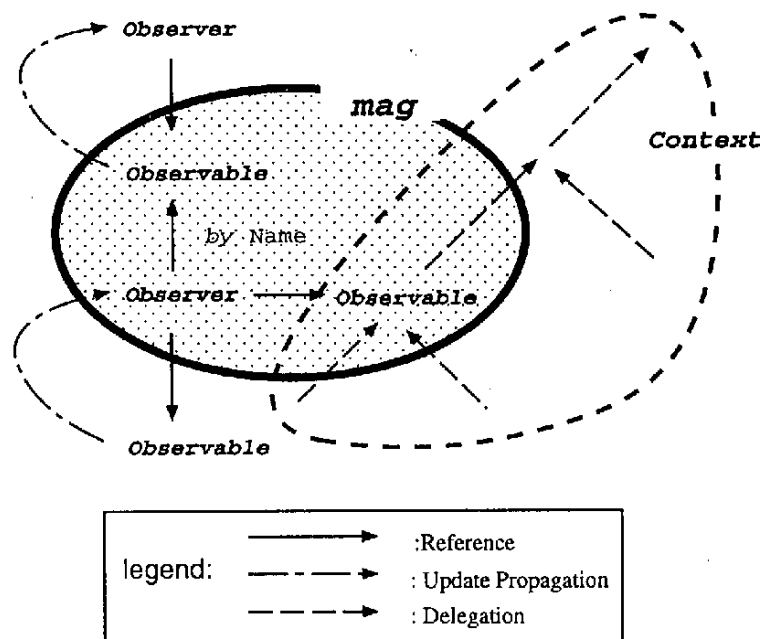 Observer
mag
Context
Observable
by Name
Observer
Observable
Observable
legend:
:Reference
: Update Propagation
: Delegation